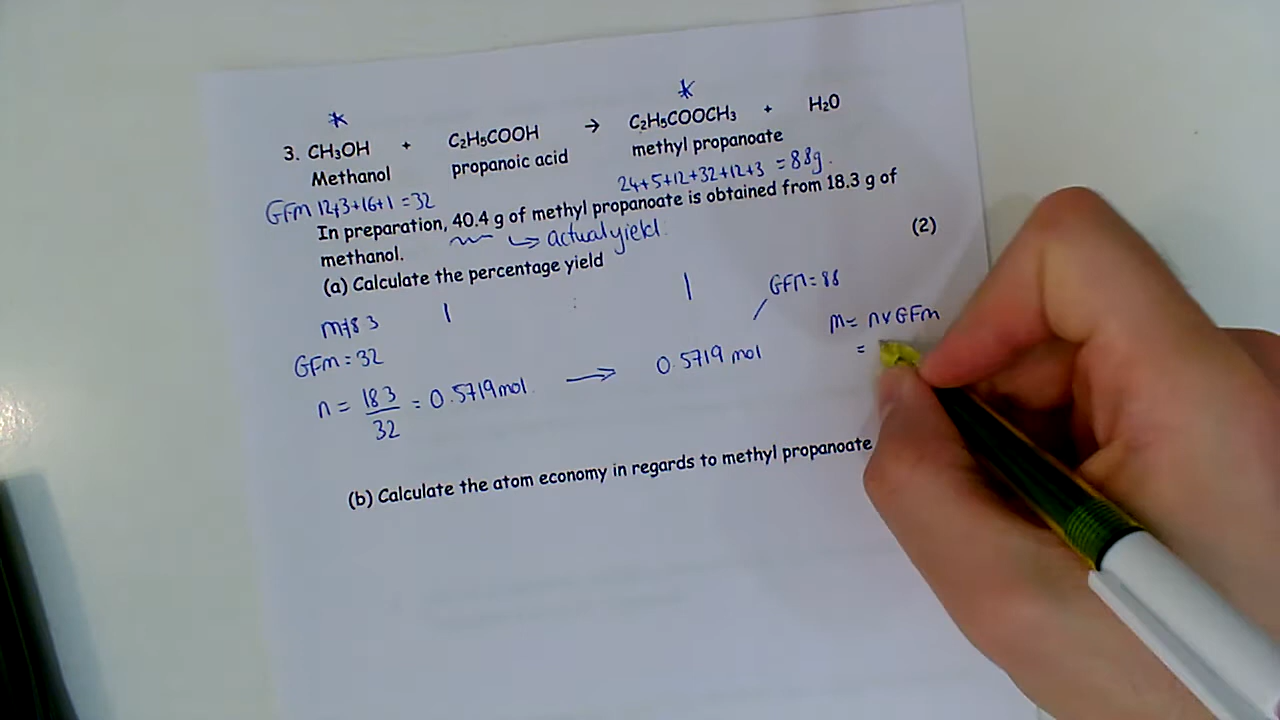 * *
3. CH3OH + C2H5COOH → C2H5COOCH3 + H2O
Methanol propanoic acid methyl propanoate
GFM 12+3+16+1 = 32 24+5+12+32+12+3 = 88g.
In preparation, 40.4 g of methyl propanoate is obtained from 18.3 g of
methanol. ↳ actual yield. (2)
(a) Calculate the percentage yield
1 : 1 GFM = 88
m=18.3 m = n x GFM
GFM = 32 =
n = 18.3/32 = 0.5719 mol. → 0.5719 mol
(b) Calculate the atom economy in regards to methyl propanoate